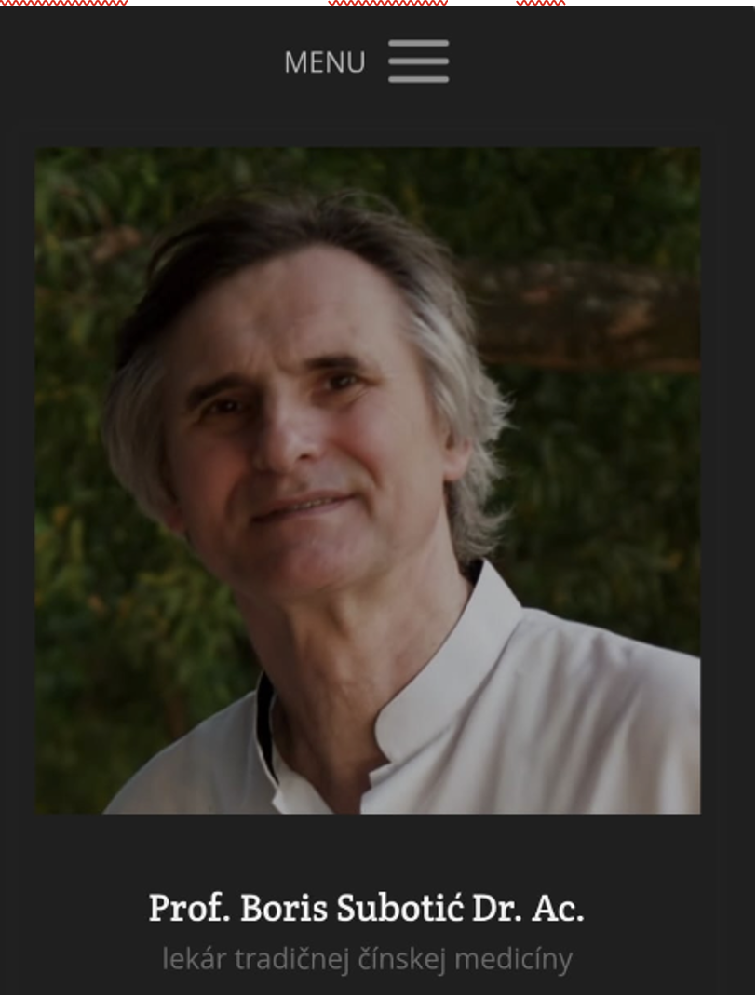 MENU
Prof. Boris Subotić Dr. Ac.
lekár tradičnej čínskej medicíny